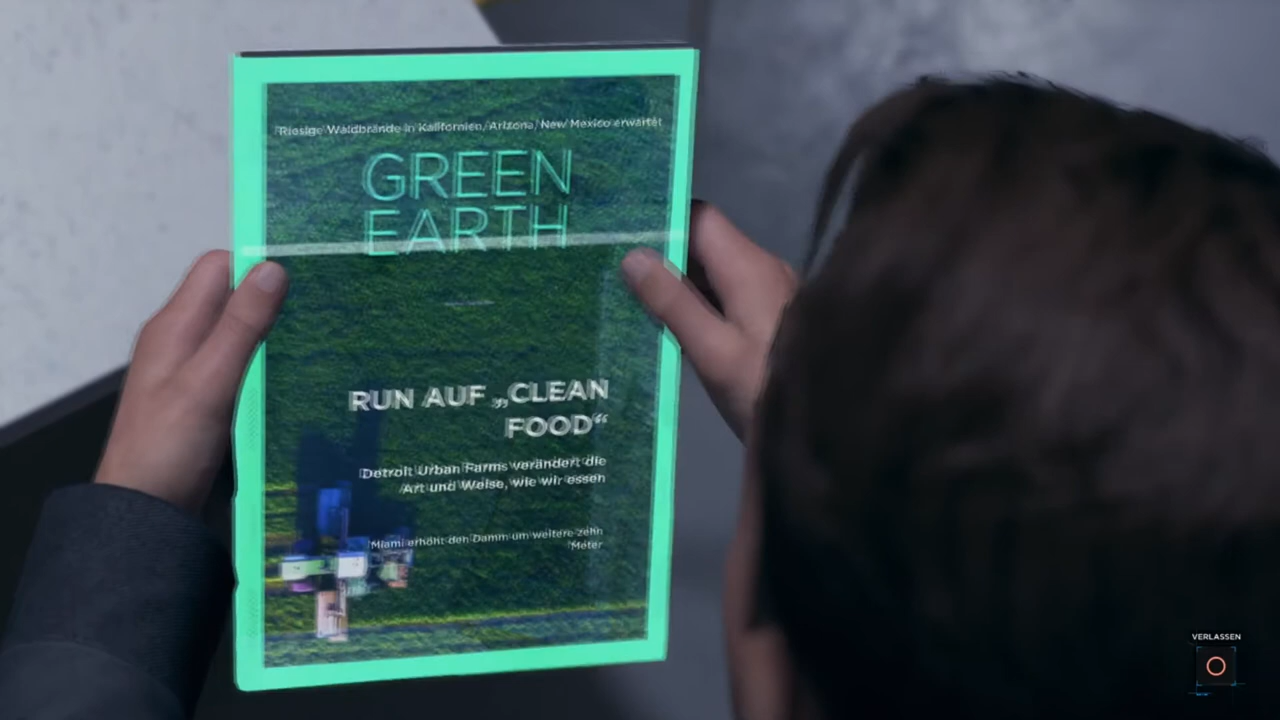 Riesige Waldbrände in Kalifornien, Arizona, New Mexico erwartet
GREEN
EARTH
RUN AUF „CLEAN
FOOD“
Detroit Urban Farms verändert die
Art und Weise, wie wir essen
Miami erhöht den Damm um weitere zehn
Meter
VERLASSEN